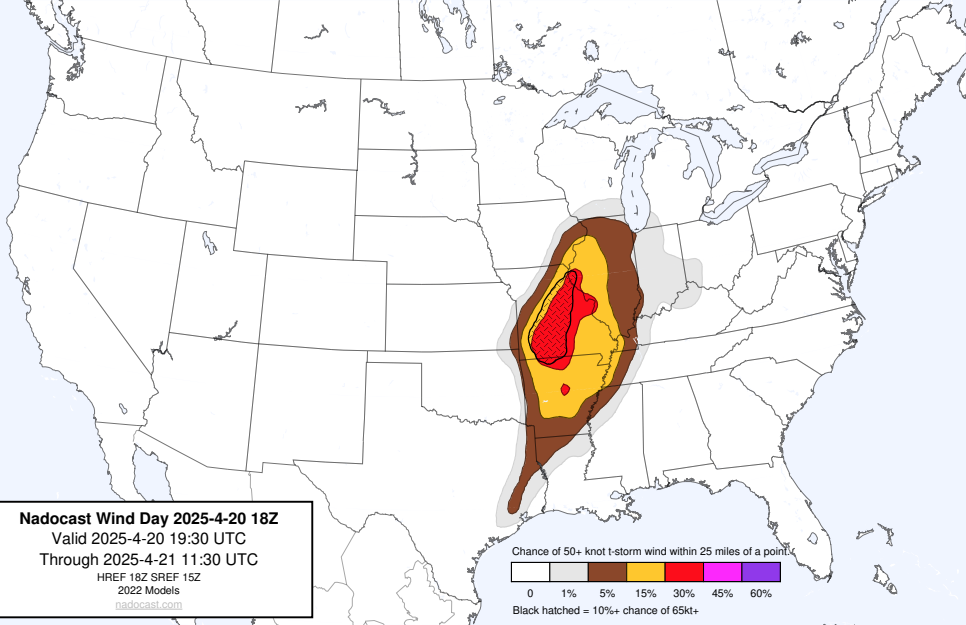 Nadocast Wind Day 2025-4-20 18Z
Valid 2025-4-20 19:30 UTC
Through 2025-4-21 11:30 UTC
HREF 18Z SREF 15Z
2022 Models
nadocast.com
Chance of 50+ knot t-storm wind within 25 miles of a point.
0 1% 5% 15% 30% 45% 60%
Black hatched = 10%+ chance of 65kt+